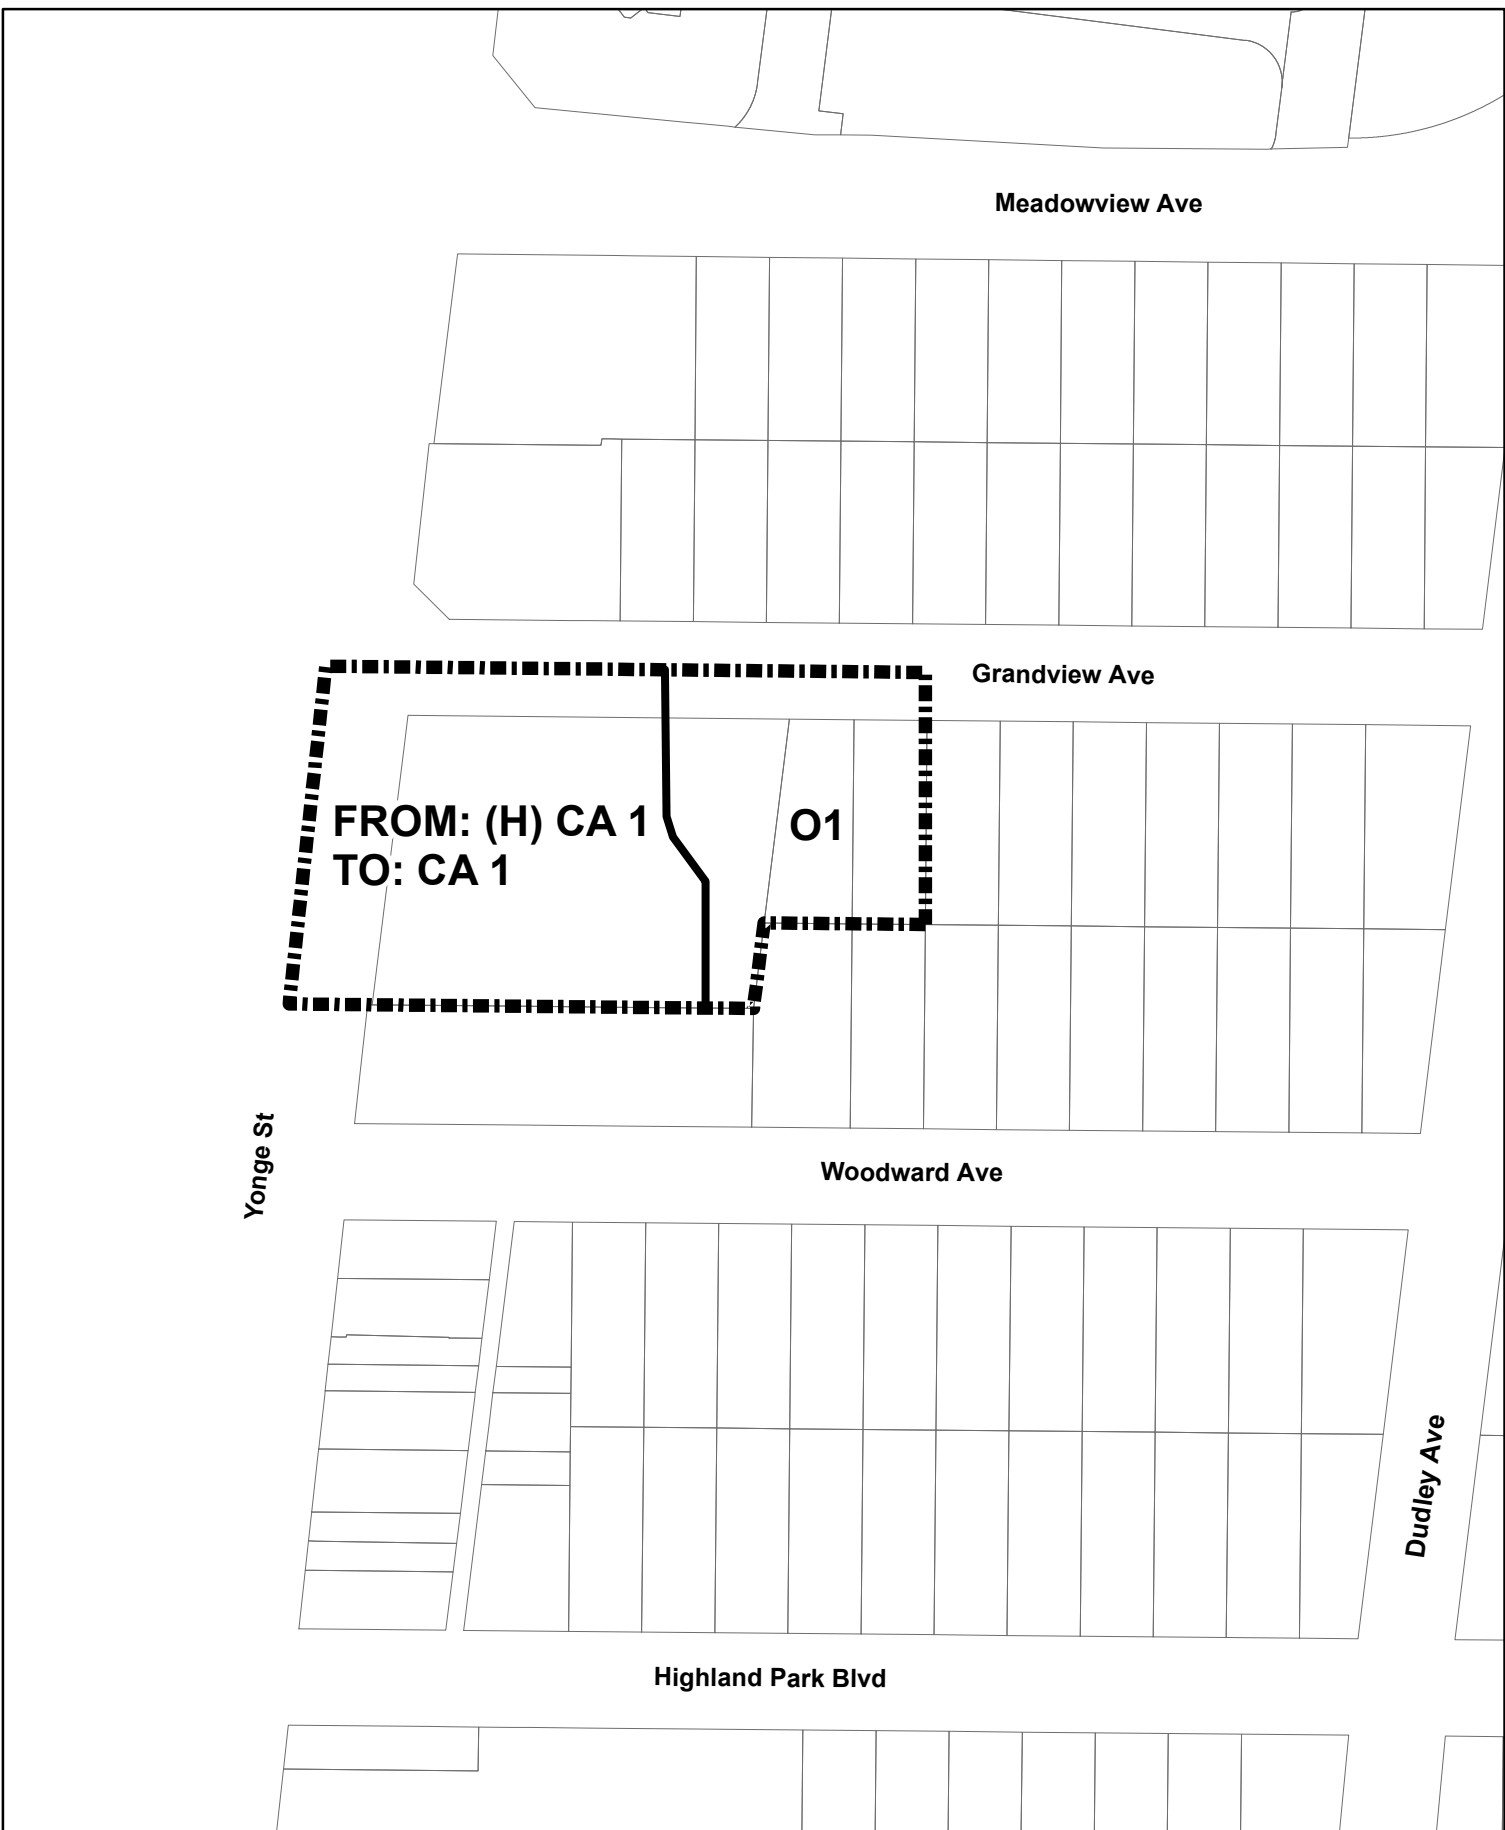 Meadowview Ave
Grandview Ave
FROM: (H) CA 1
TO: CA 1
O1
Yonge St
Woodward Ave
Dudley Ave
Highland Park Blvd